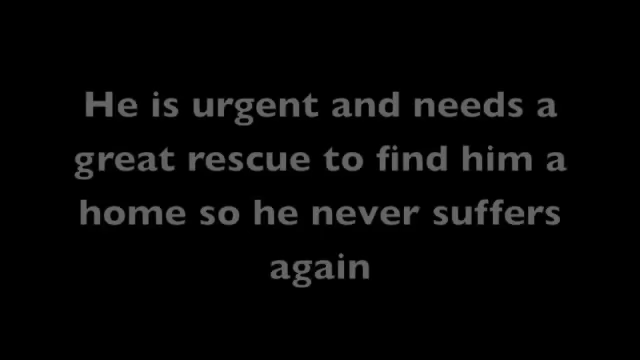 He is urgent and needs a
great rescue to find him a
home so he never suffers
again